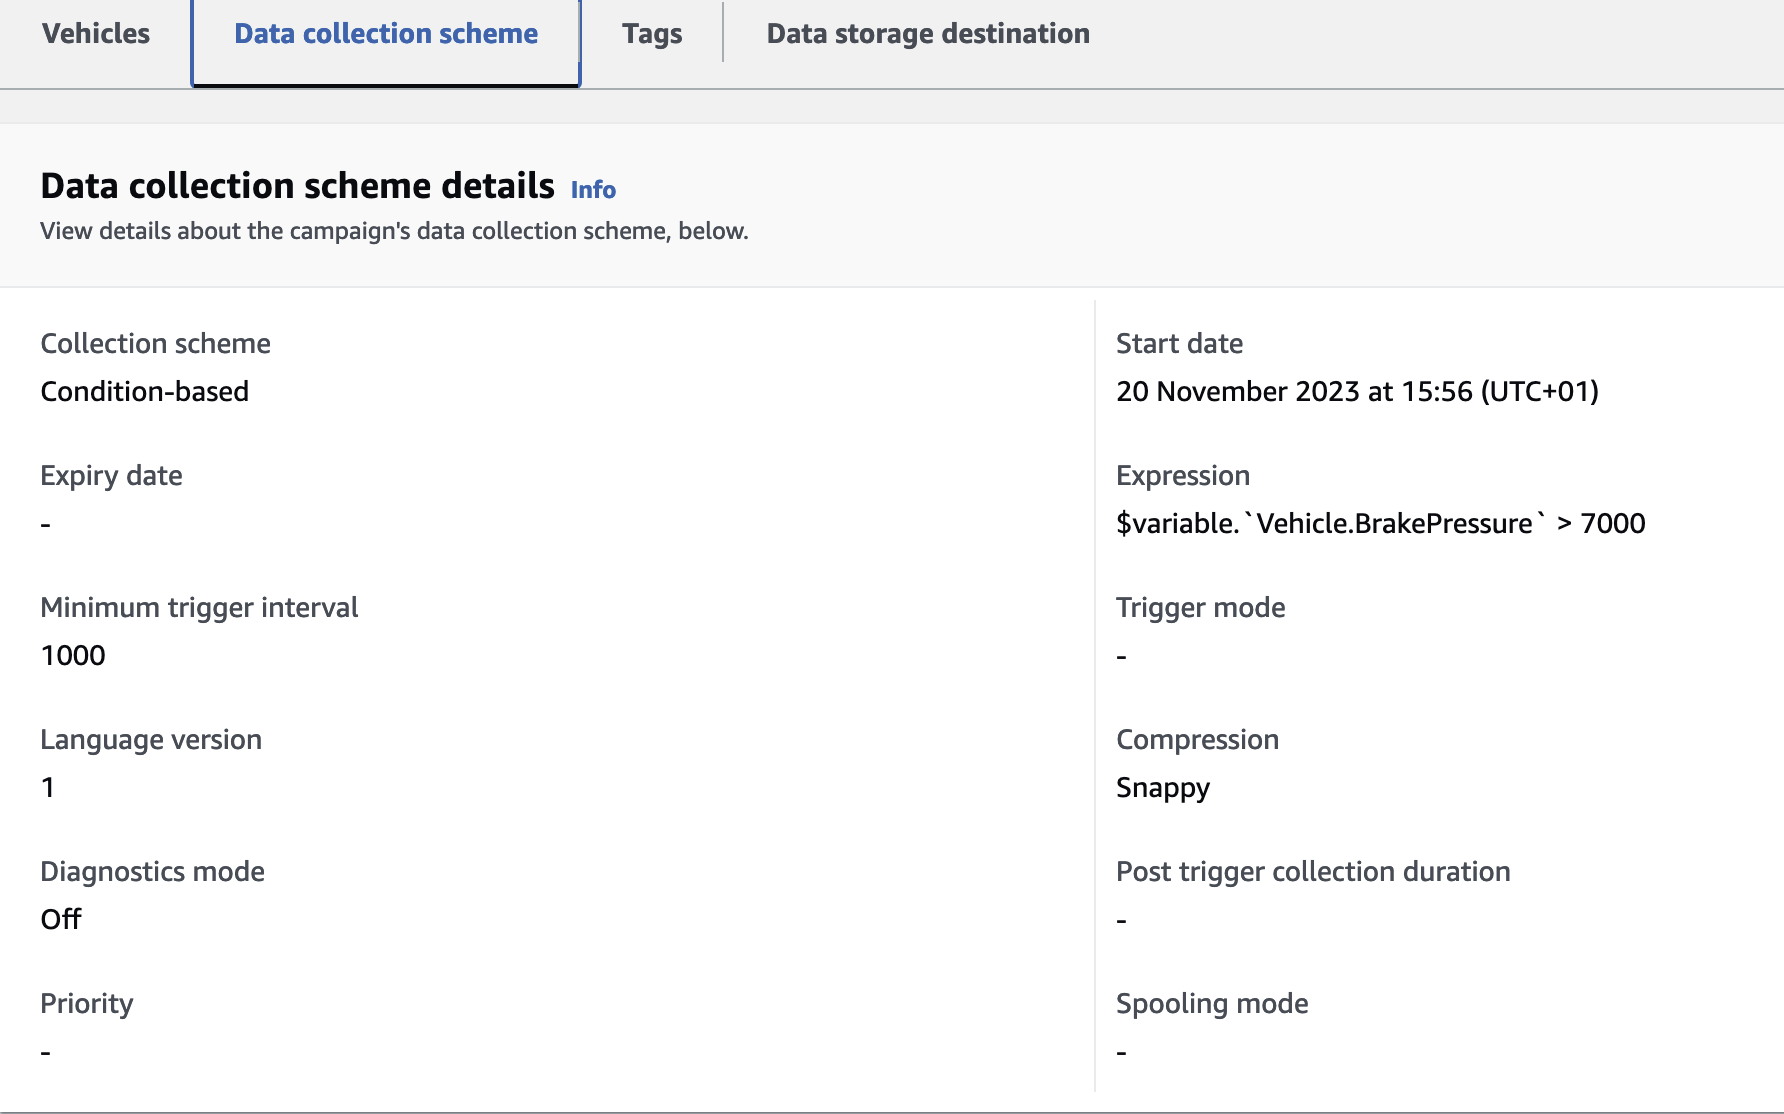 Vehicles
Data collection scheme
Tags
Data storage destination
Data collection scheme details Info
View details about the campaign's data collection scheme, below.
Collection scheme
Condition-based
Start date
20 November 2023 at 15:56 (UTC+01)
Expiry date
-
Expression
$variable.`Vehicle.BrakePressure` > 7000
Minimum trigger interval
1000
Trigger mode
-
Language version
1
Compression
Snappy
Diagnostics mode
Off
Post trigger collection duration
-
Priority
-
Spooling mode
-